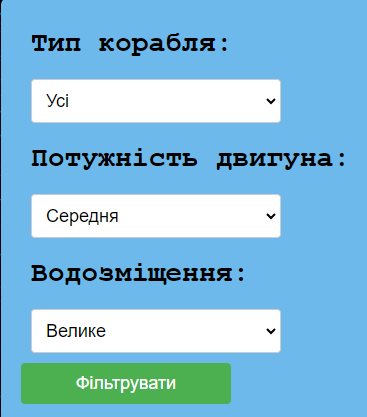 Тип корабля:
Усі
Потужність двигуна:
Середня
Водозміщення:
Велике
Фільтрувати